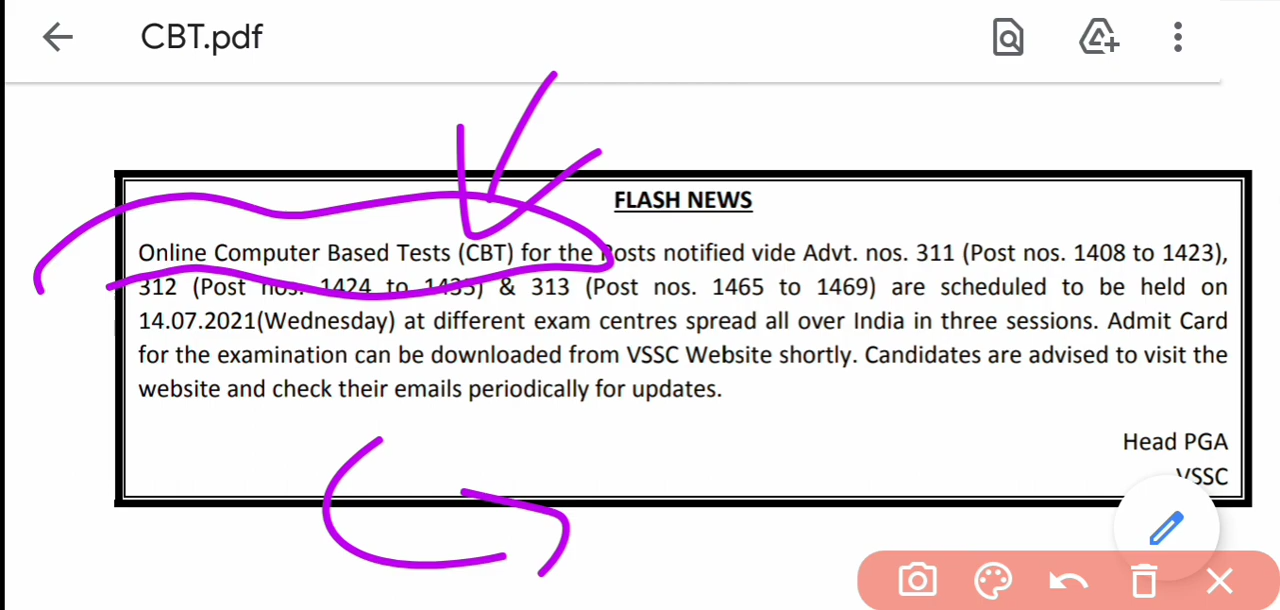 CBT.pdf
FLASH NEWS
Online Computer Based Tests (CBT) for the Posts notified vide Advt. nos. 311 (Post nos. 1408 to 1423),
312 (Post nos. 1424 to 1435) & 313 (Post nos. 1465 to 1469) are scheduled to be held on
14.07.2021(Wednesday) at different exam centres spread all over India in three sessions. Admit Card
for the examination can be downloaded from VSSC Website shortly. Candidates are advised to visit the
website and check their emails periodically for updates.
Head PGA
VSSC